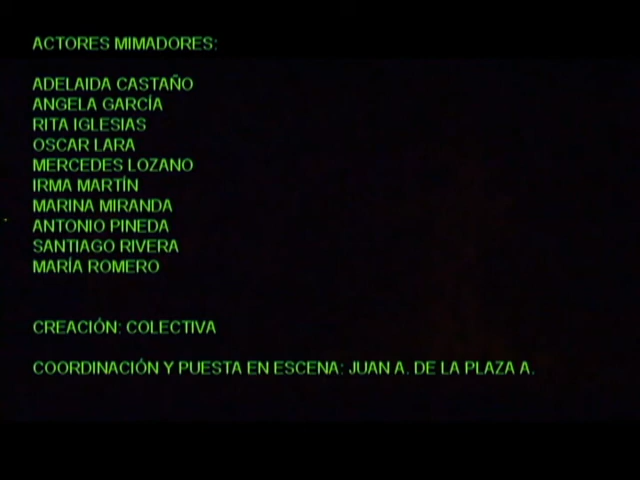 ACTORES MIMADORES:
ADELAIDA CASTAÑO
ANGELA GARCÍA
RITA IGLESIAS
OSCAR LARA
MERCEDES LOZANO
IRMA MARTÍN
MARINA MIRANDA
ANTONIO PINEDA
SANTIAGO RIVERA
MARÍA ROMERO
CREACIÓN: COLECTIVA
COORDINACIÓN Y PUESTA EN ESCENA: JUAN A. DE LA PLAZA A.